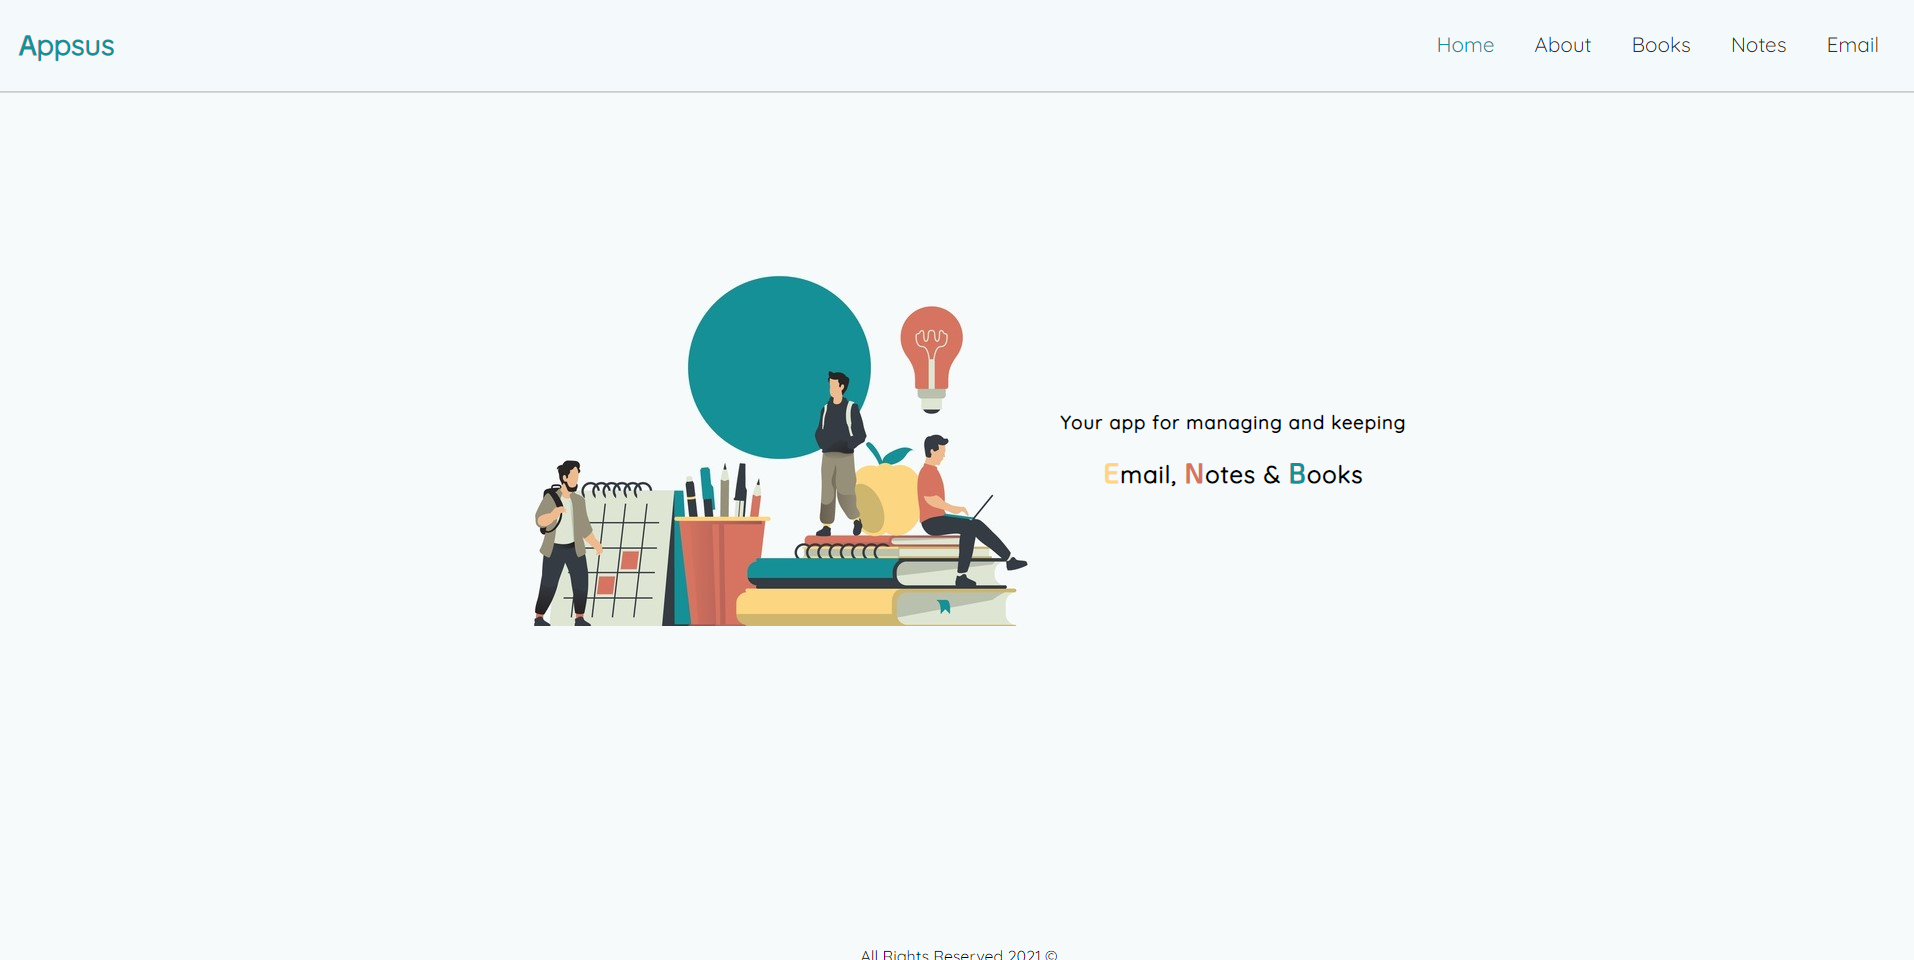 Appsus
Home About Books Notes Email
Your app for managing and keeping
Email, Notes & Books
All Rights Reserved 2021 ©